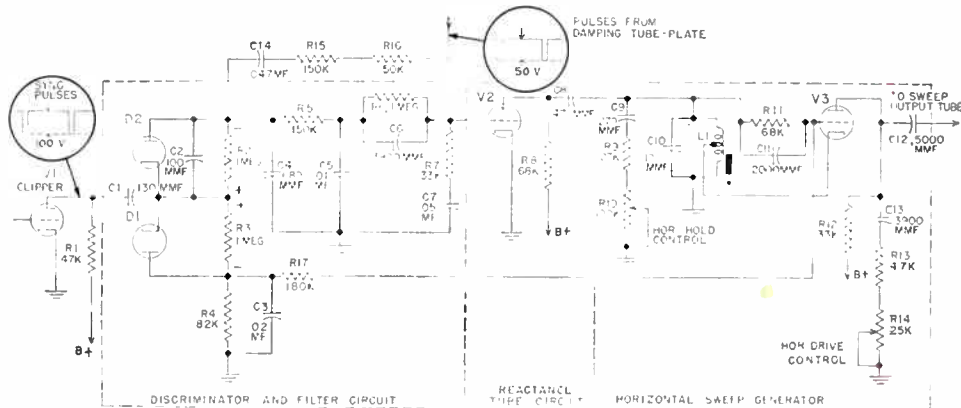 PULSES FROM
DAMPING TUBE-PLATE
50 V
C14
.047MF
R15
150K
R16
50K
SYNC
PULSES
100 V
V1
CLIPPER
C1
130 MMF
D2
D1
C2
100
MMF
R1
47K
B+
R3
1MEG
R4
82K
C3
.02
MF
R17
180K
R5
150K
C4
MMF
C5
.01
MF
C6
R7
33K
C7
.05
MF
V2
R8
68K
B+
C9
MMF
R10
HOR HOLD
CONTROL
C10
MMF
L1
R11
68K
C11
2000MMF
V3
TO SWEEP
OUTPUT TUBE
C12, 5000
MMF
R12
33K
B+
C13
3900
MMF
R13
47K
R14
25K
HOR DRIVE
CONTROL
DISCRIMINATOR AND FILTER CIRCUIT
REACTANCE
TUBE CIRCUIT
HORIZONTAL SWEEP GENERATOR